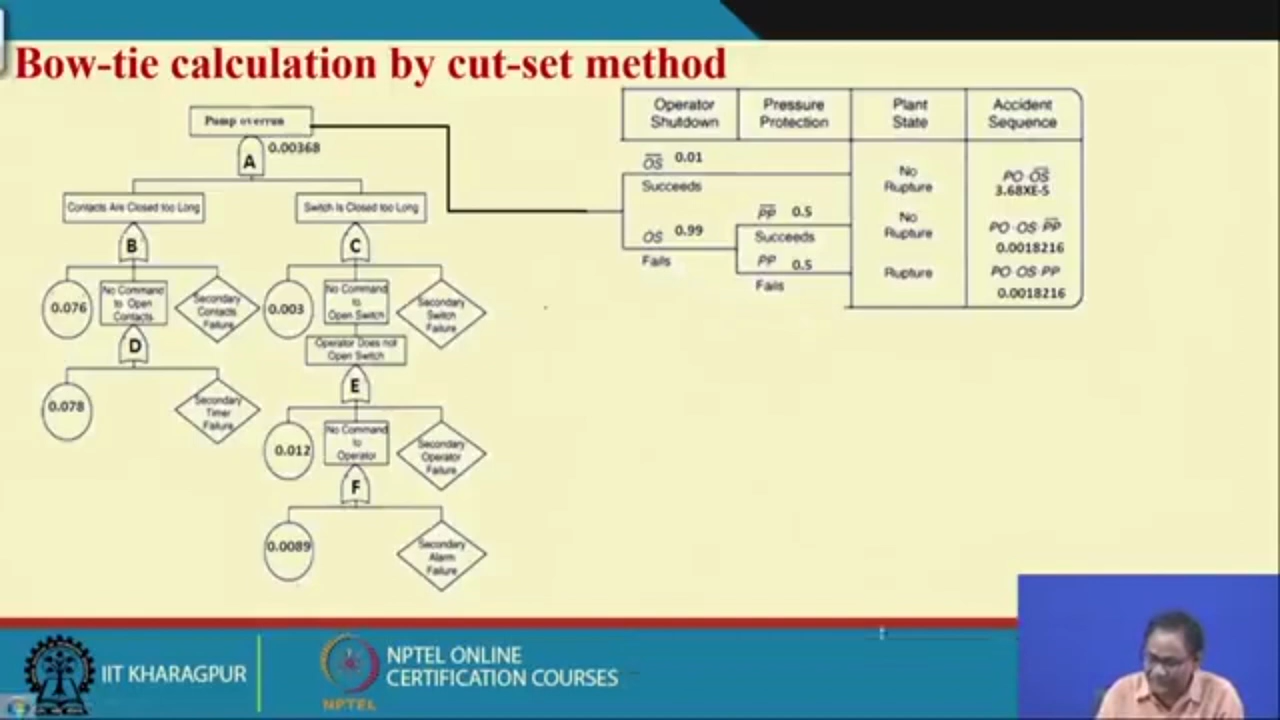 Bow-tie calculation by cut-set method
Pump overrun
A
0.00368
Contacts Are Closed too Long
Switch Is Closed too Long
B
C
0.076
No Command
to Open
Contacts
Secondary
Contacts
Failure
0.003
No Command
to
Open Switch
Secondary
Switch
Failure
D
Operator Does not
Open Switch
E
0.078
Secondary
Timer
Failure
0.012
No Command
to
Operator
Secondary
Operator
Failure
F
0.0089
Secondary
Alarm
Failure
Operator
Shutdown
Pressure
Protection
Plant
State
Accident
Sequence
O̅S̅ 0.01
Succeeds
No
Rupture
PO·O̅S̅
3.68XE-5
P̅P̅ 0.5
Succeeds
No
Rupture
PO·OS·P̅P̅
0.0018216
OS 0.99
Fails
PP 0.5
Fails
Rupture
PO·OS·PP
0.0018216
IIT KHARAGPUR
NPTEL
NPTEL ONLINE
CERTIFICATION COURSES